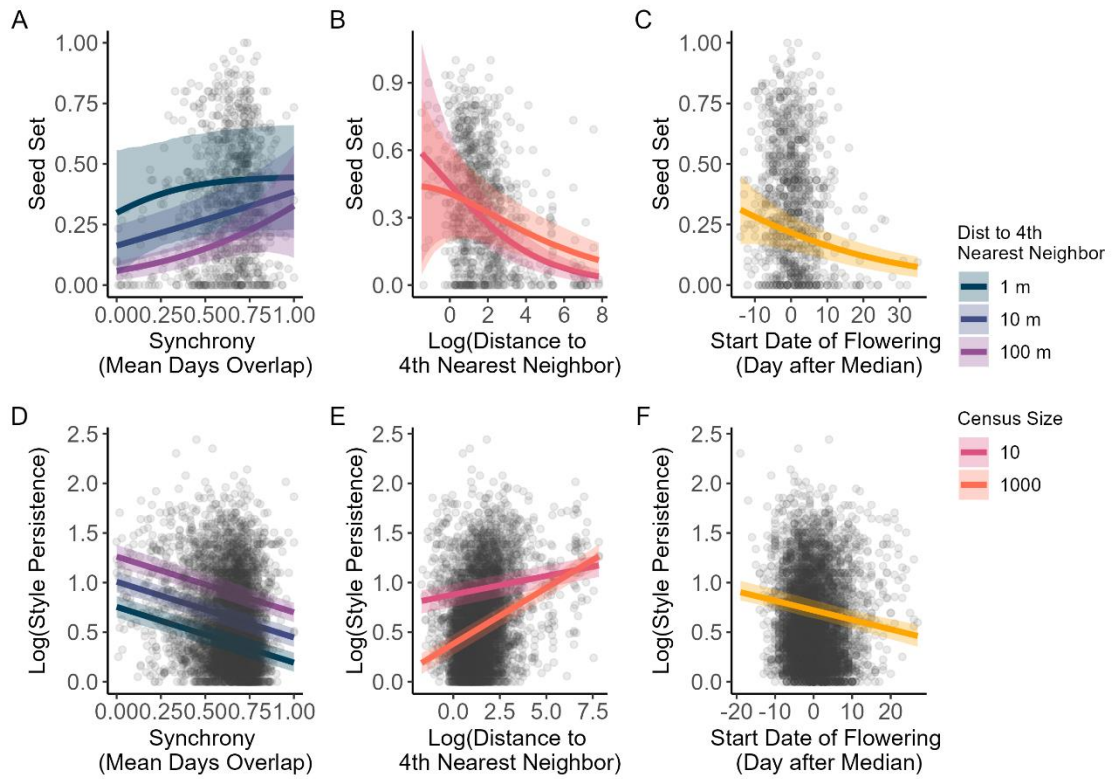 A
Seed Set
1.00
0.75
0.50
0.25
0.00
0.000.250.500.751.00
Synchrony
(Mean Days Overlap)
B
Seed Set
0.9
0.6
0.3
0.0
0 2 4 6 8
Log(Distance to
4th Nearest Neighbor)
C
Seed Set
1.00
0.75
0.50
0.25
0.00
-10 0 10 20 30
Start Date of Flowering
(Day after Median)
Dist to 4th
Nearest Neighbor
1 m
10 m
100 m
Census Size
10
1000
D
Log(Style Persistence)
2.5
2.0
1.5
1.0
0.5
0.0
0.000.250.500.751.00
Synchrony
(Mean Days Overlap)
E
Log(Style Persistence)
2.5
2.0
1.5
1.0
0.5
0.0
0.0 2.5 5.0 7.5
Log(Distance to
4th Nearest Neighbor)
F
Log(Style Persistence)
2.5
2.0
1.5
1.0
0.5
0.0
-20 -10 0 10 20
Start Date of Flowering
(Day after Median)